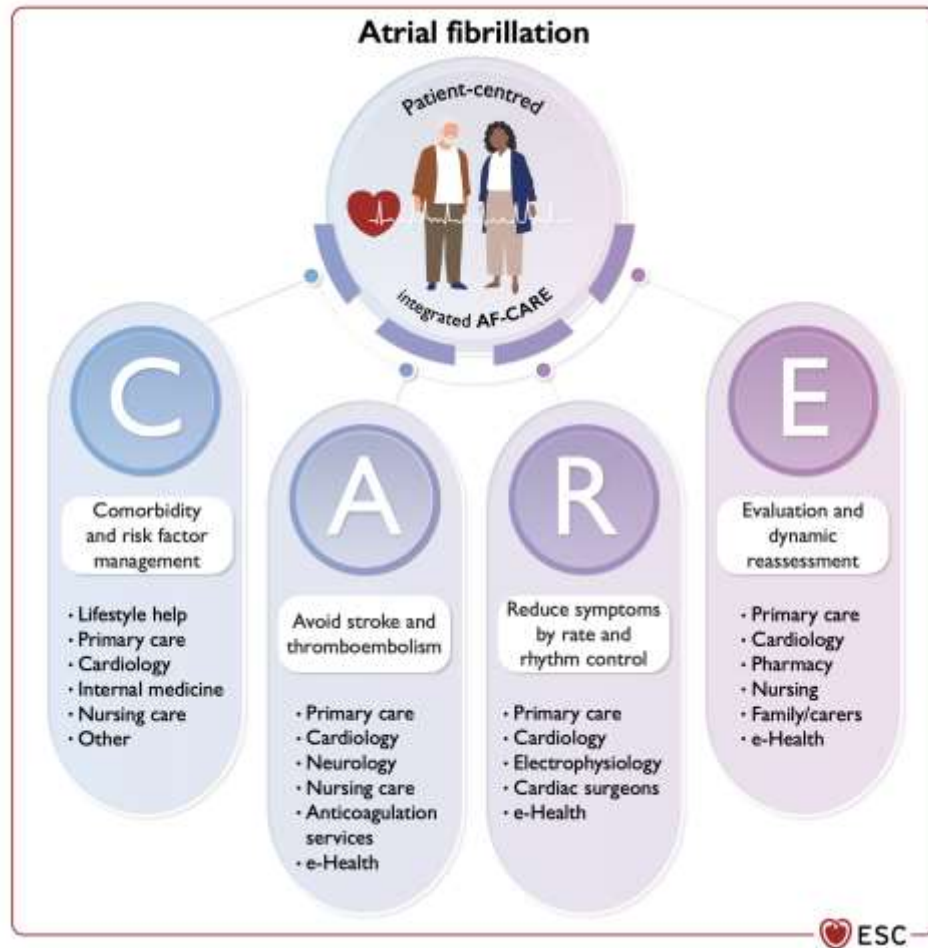 Atrial fibrillation
Patient-centred
integrated AF-CARE
C
Comorbidity
and risk factor
management
· Lifestyle help
· Primary care
· Cardiology
· Internal medicine
· Nursing care
· Other
A
Avoid stroke and
thromboembolism
· Primary care
· Cardiology
· Neurology
· Nursing care
· Anticoagulation
services
· e-Health
R
Reduce symptoms
by rate and
rhythm control
· Primary care
· Cardiology
· Electrophysiology
· Cardiac surgeons
· e-Health
E
Evaluation and
dynamic
reassessment
· Primary care
· Cardiology
· Pharmacy
· Nursing
· Family/carers
· e-Health
ESC